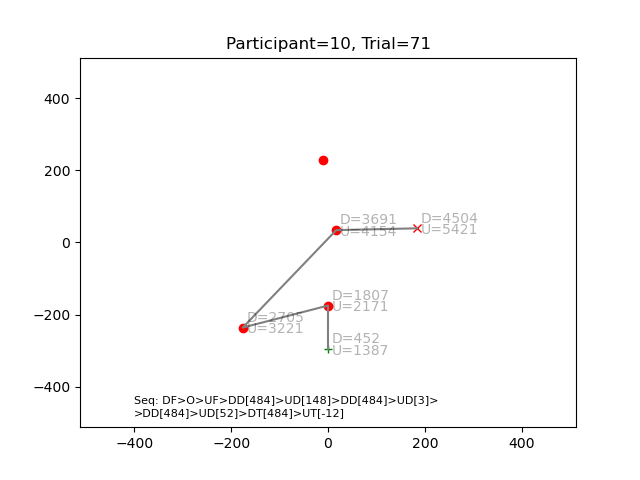 Participant=10, Trial=71
400
200
0
−200
−400
D=3691
U=4154
D=4504
U=5421
D=1807
U=2171
D=2705
U=3221
D=452
U=1387
Seq: DF>O>UF>DD[484]>UD[148]>DD[484]>UD[3]>
>DD[484]>UD[52]>DT[484]>UT[-12]
−400 −200 0 200 400